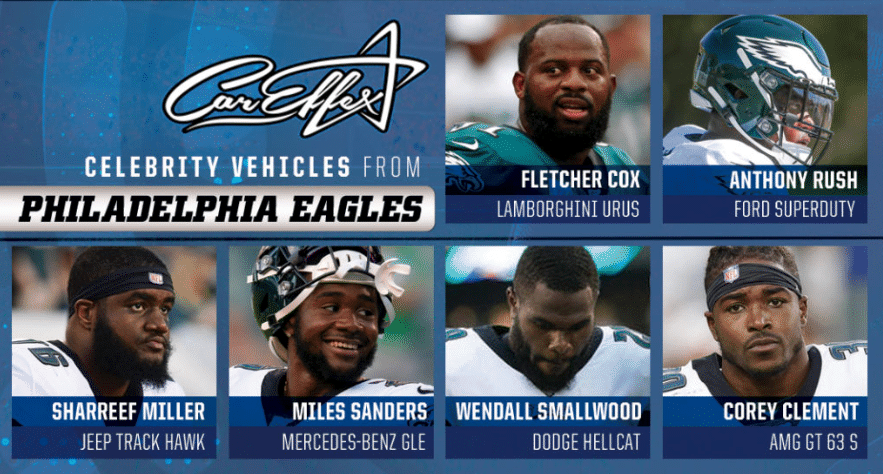 Car Effex
CELEBRITY VEHICLES FROM
PHILADELPHIA EAGLES
FLETCHER COX
LAMBORGHINI URUS
ANTHONY RUSH
FORD SUPERDUTY
SHARREEF MILLER
JEEP TRACK HAWK
MILES SANDERS
MERCEDES-BENZ GLE
WENDALL SMALLWOOD
DODGE HELLCAT
COREY CLEMENT
AMG GT 63 S